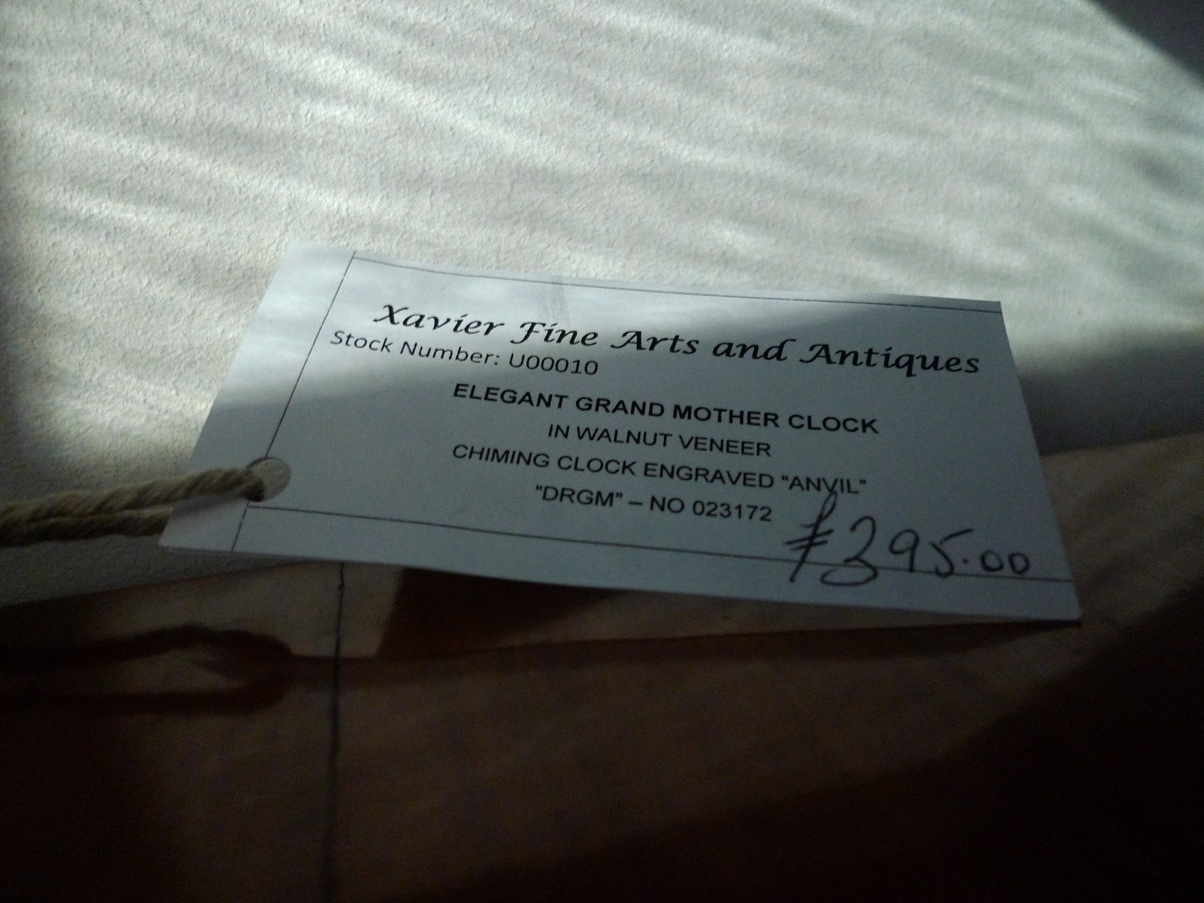 Xavier Fine Arts and Antiques
Stock Number: U00010
ELEGANT GRAND MOTHER CLOCK
IN WALNUT VENEER
CHIMING CLOCK ENGRAVED "ANVIL"
"DRGM" – NO 023172
£395.00